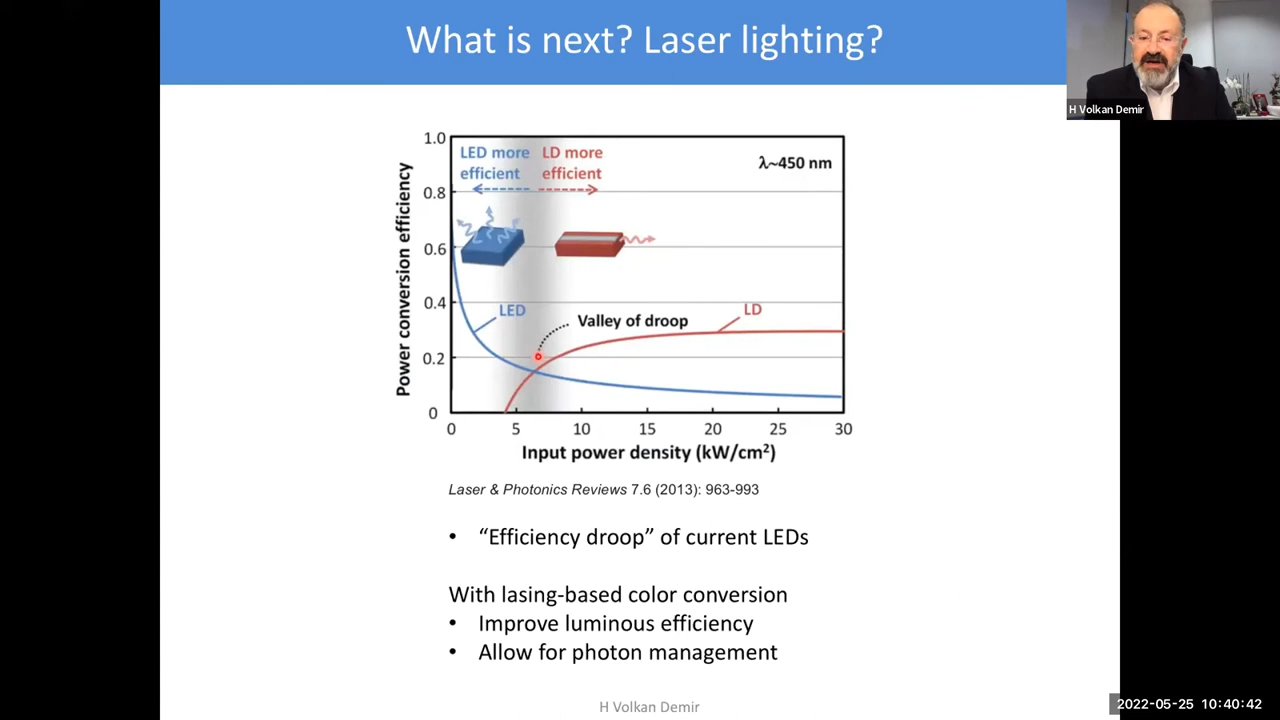 What is next? Laser lighting?
H Volkan Demir
1.0
0.8
0.6
0.4
0.2
0
Power conversion efficiency
LED more efficient
LD more efficient
λ~450 nm
LED
Valley of droop
LD
0 5 10 15 20 25 30
Input power density (kW/cm²)
Laser & Photonics Reviews 7.6 (2013): 963-993
• “Efficiency droop” of current LEDs
With lasing-based color conversion
• Improve luminous efficiency
• Allow for photon management
H Volkan Demir
2022-05-25 10:40:42